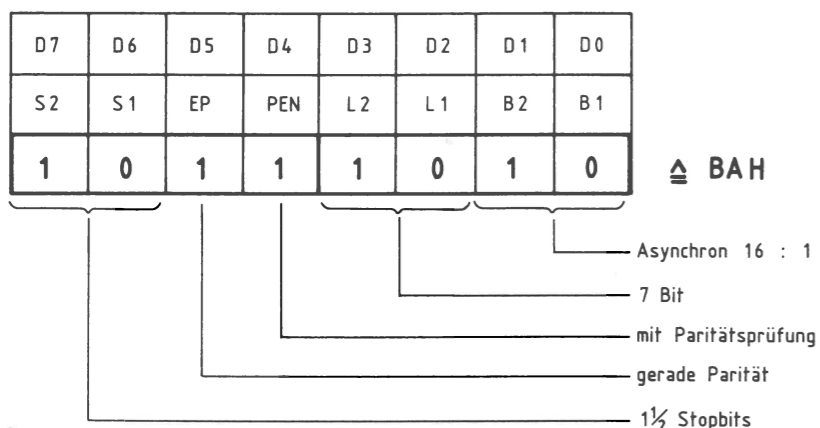 D7 D6 D5 D4 D3 D2 D1 D0
S2 S1 EP PEN L2 L1 B2 B1
1 0 1 1 1 0 1 0 ≙ BAH
Asynchron 16 : 1
7 Bit
mit Paritätsprüfung
gerade Parität
1½ Stopbits